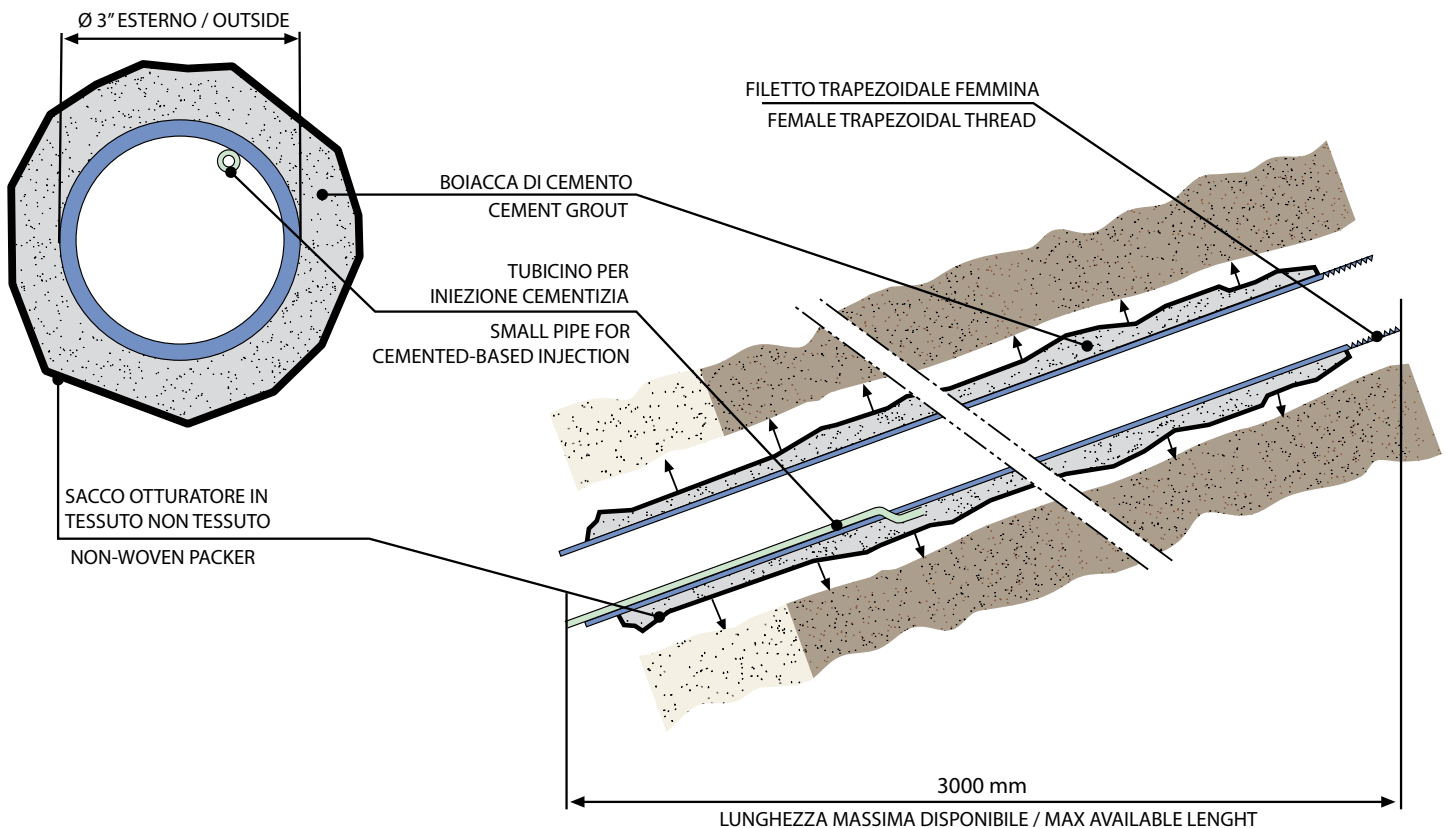 Ø 3” ESTERNO / OUTSIDE
FILETTO TRAPEZOIDALE FEMMINA
FEMALE TRAPEZOIDAL THREAD
BOIACCA DI CEMENTO
CEMENT GROUT
TUBICINO PER
INIEZIONE CEMENTIZIA
SMALL PIPE FOR
CEMENTED-BASED INJECTION
SACCO OTTURATORE IN
TESSUTO NON TESSUTO
NON-WOVEN PACKER
3000 mm
LUNGHEZZA MASSIMA DISPONIBILE / MAX AVAILABLE LENGHT